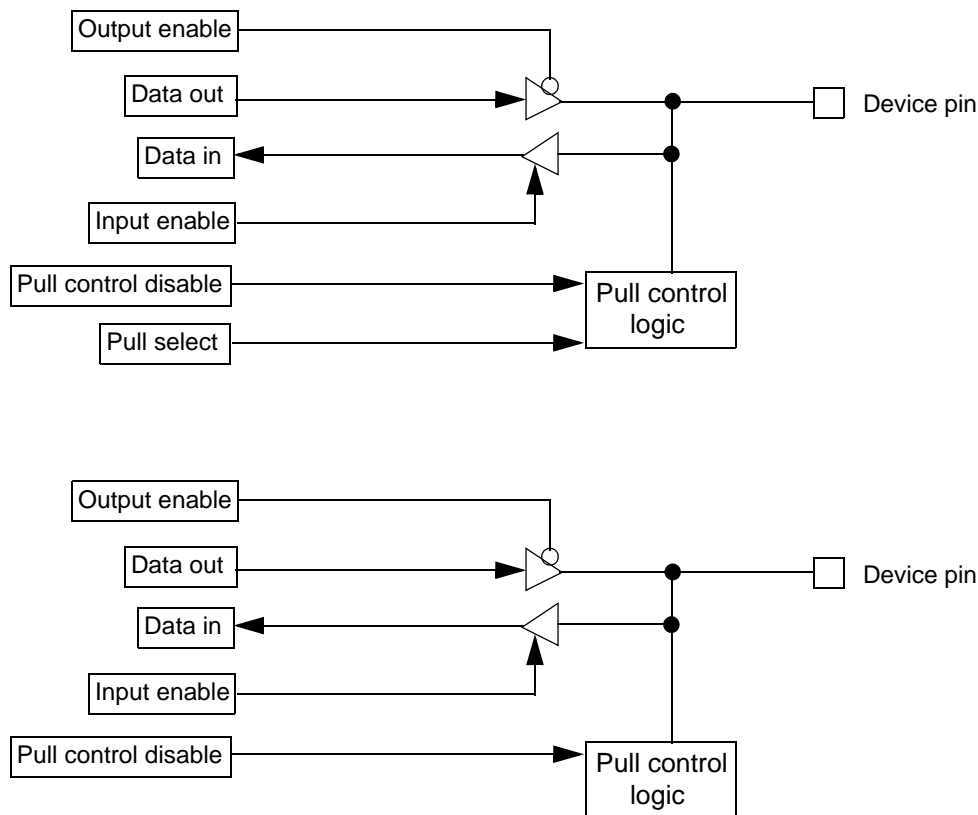 Output enable
Data out
Device pin
Data in
Input enable
Pull control disable
Pull control
logic
Pull select
Output enable
Data out
Device pin
Data in
Input enable
Pull control disable
Pull control
logic